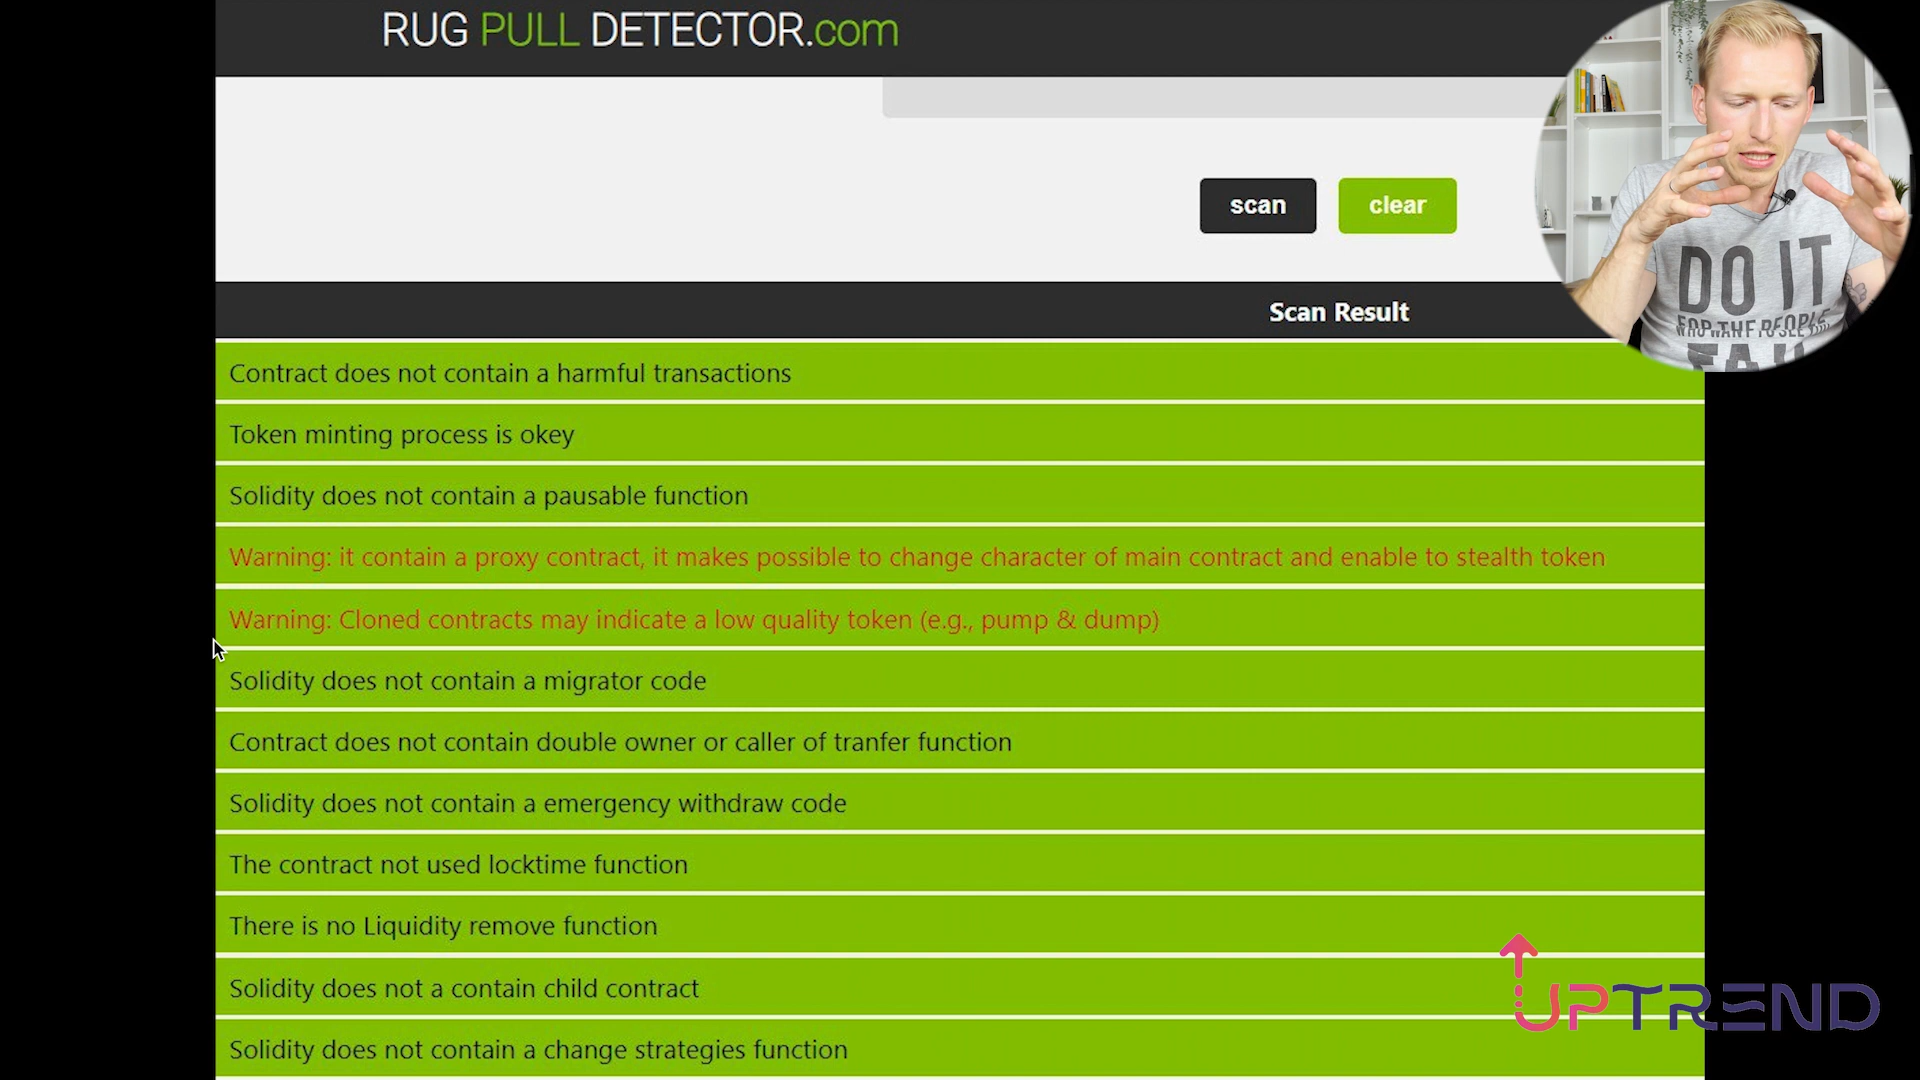 RUG PULL DETECTOR.com
scan
clear
Scan Result
Contract does not contain a harmful transactions
Token minting process is okey
Solidity does not contain a pausable function
Warning: it contain a proxy contract, it makes possible to change character of main contract and enable to stealth token
Warning: Cloned contracts may indicate a low quality token (e.g., pump & dump)
Solidity does not contain a migrator code
Contract does not contain double owner or caller of tranfer function
Solidity does not contain a emergency withdraw code
The contract not used locktime function
There is no Liquidity remove function
Solidity does not a contain child contract
Solidity does not contain a change strategies function
DO IT
FOR THE PEOPLE
UPTREND